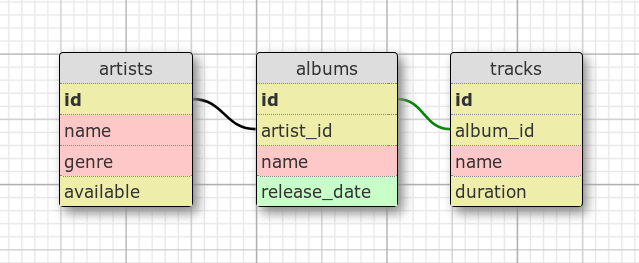 artists
id
name
genre
available
albums
id
artist_id
name
release_date
tracks
id
album_id
name
duration